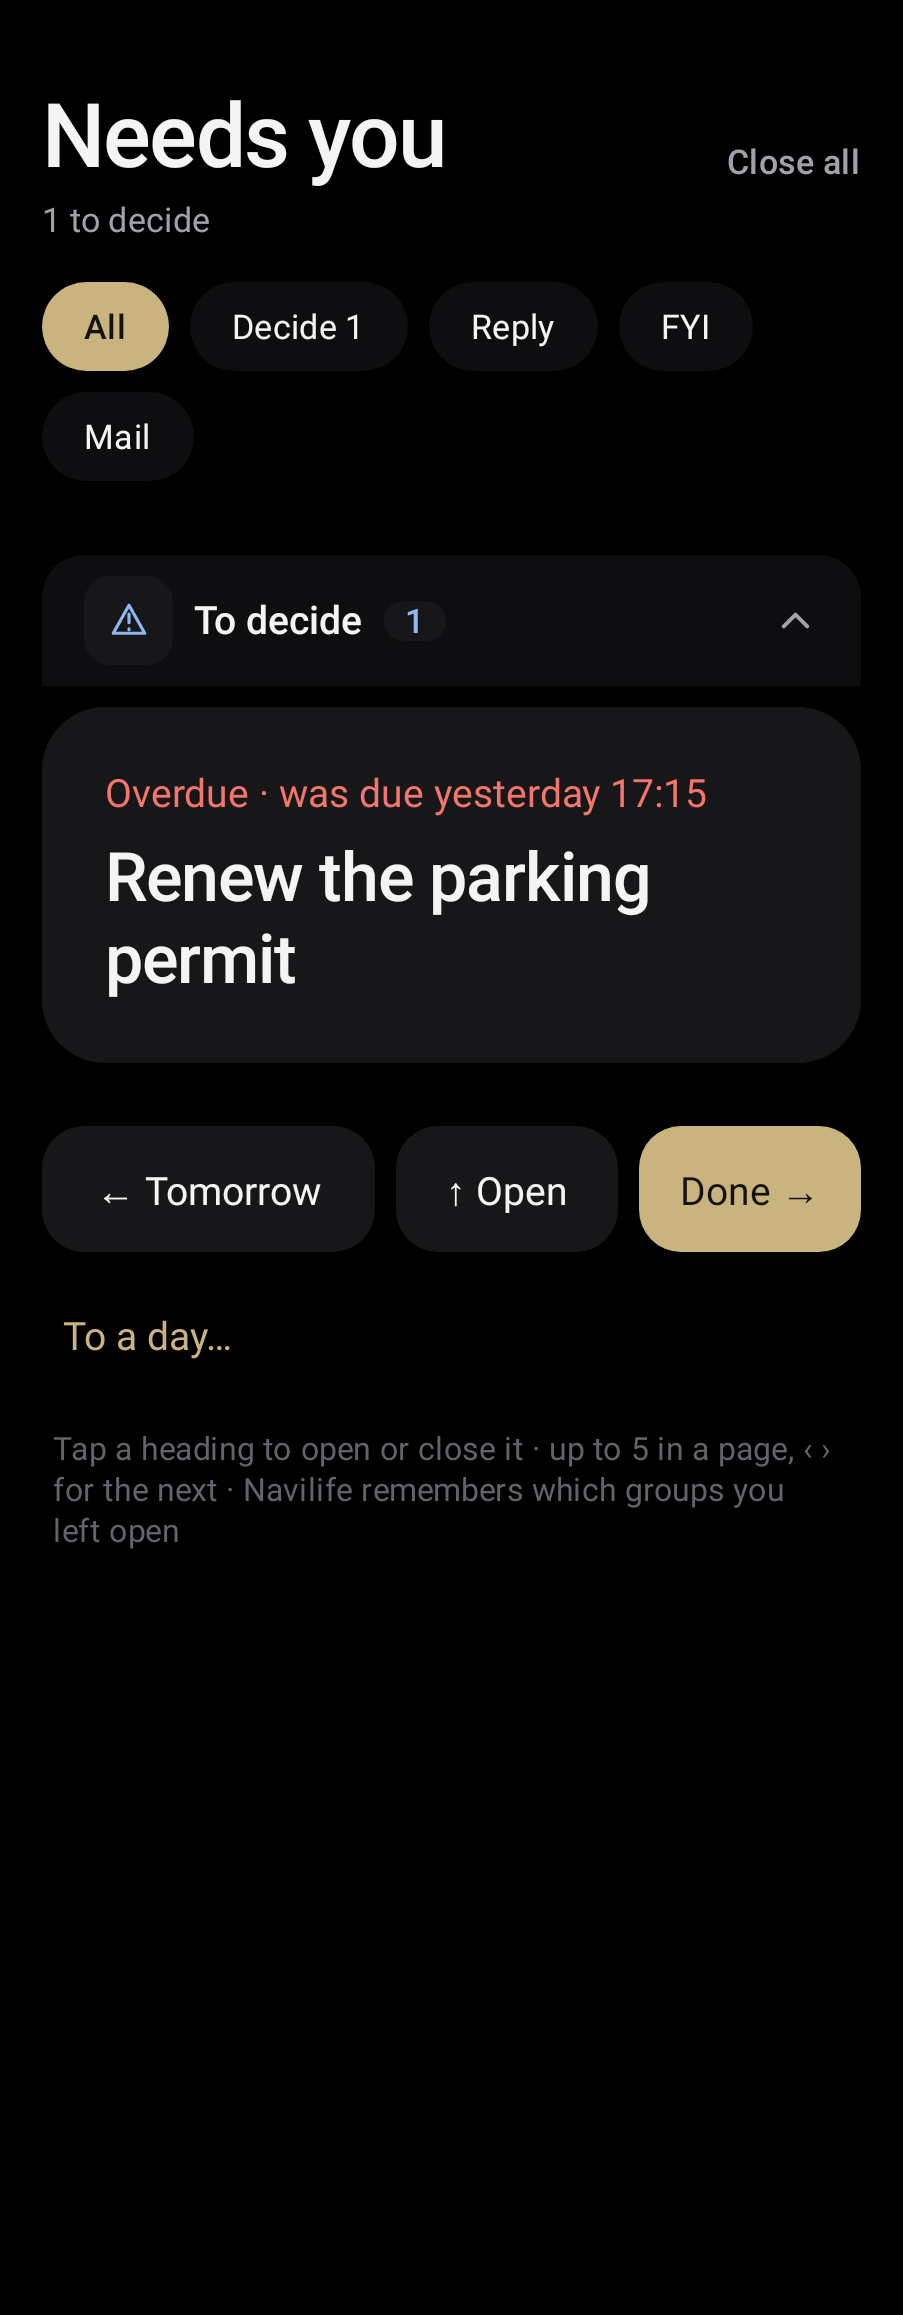 Needs you
Close all
1 to decide
All
Decide 1
Reply
FYI
Mail
To decide
1
Overdue · was due yesterday 17:15
Renew the parking
permit
← Tomorrow
↑ Open
Done →
To a day…
Tap a heading to open or close it · up to 5 in a page, ‹ ›
for the next · Navilife remembers which groups you
left open